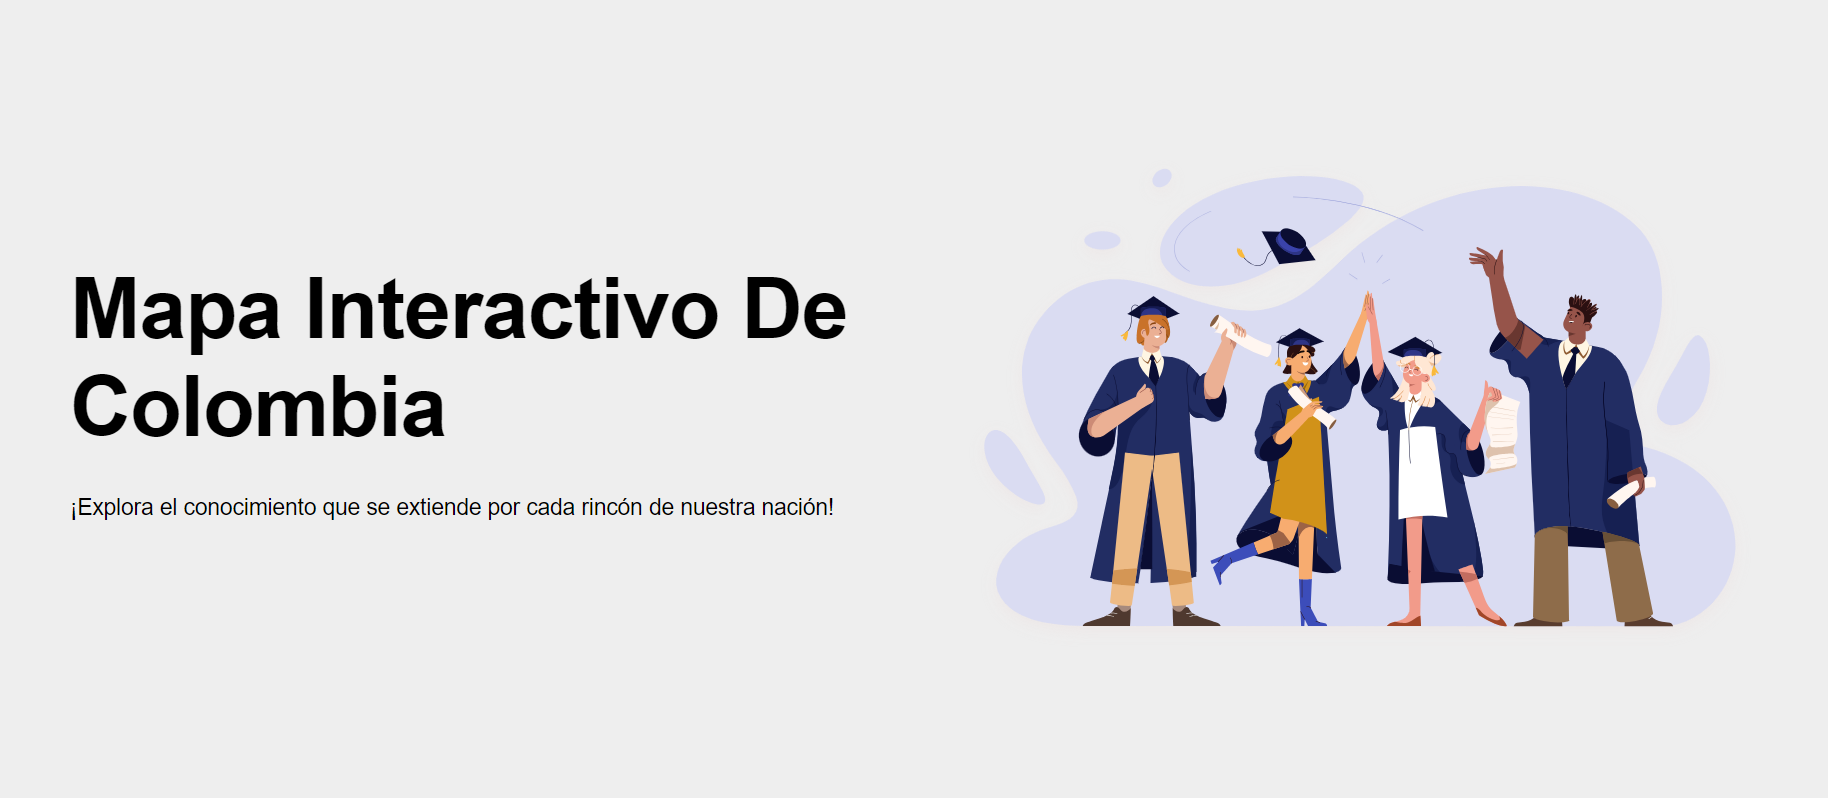 Mapa Interactivo De
Colombia
¡Explora el conocimiento que se extiende por cada rincón de nuestra nación!